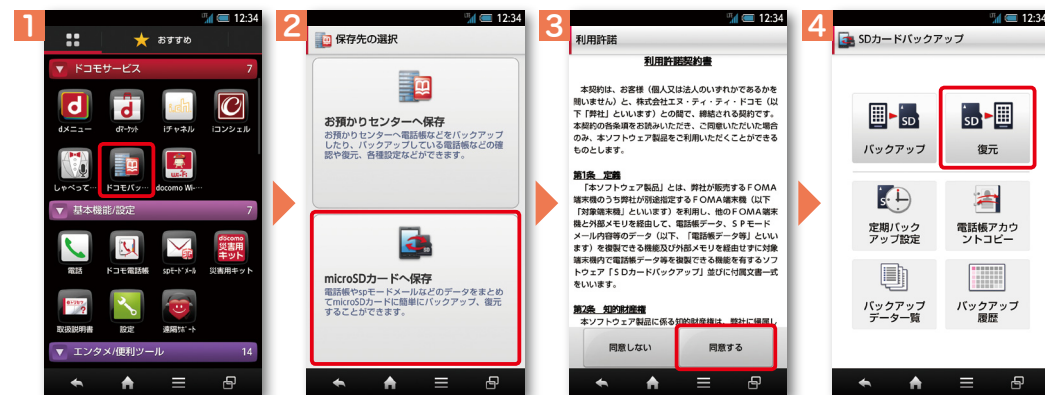 1
12:34
おすすめ
ドコモサービス 7
dメニュー
dマーケット
iチャネル
iコンシェル
しゃべって…
ドコモバッ…
docomo Wi-…
基本機能/設定 7
電話
ドコモ電話帳
spモードメール
災害用キット
取扱説明書
設定
遠隔サポート
エンタメ/便利ツール 14
2
12:34
保存先の選択
お預かりセンターへ保存
お預かりセンターへ電話帳などをバックアップ
したり、バックアップしている電話帳などの確
認や復元、各種設定などができます。
microSDカードへ保存
電話帳やspモードメールなどのデータをまとめ
てmicroSDカードに簡単にバックアップ、復元
することができます。
3
12:34
利用許諾
利用許諾契約書
本契約は、お客様（個人又は法人のいずれかであるかを
問いません）と、株式会社エヌ・ティ・ティ・ドコモ（以
下「弊社」といいます）との間で、締結される契約です。
本契約の各条項をお読みいただき、ご同意いただいた場合
のみ、本ソフトウェア製品をご利用いただくことができる
ものとします。
第1条　定義
「本ソフトウェア製品」とは、弊社が販売するＦＯＭＡ
端末機のうち弊社が別途指定するＦＯＭＡ端末機（以下
「対象端末機」といいます）を利用し、他のＦＯＭＡ端末
機と外部メモリを経由して、電話帳データ、ＳＰモード
メール内容等のデータ（以下、「電話帳データ等」といい
ます）を複製できる機能及び外部メモリを経由せずに対象
端末機内で電話帳データ等を複製できる機能を有するソフ
トウェア「ＳＤカードバックアップ」並びに付属文書一式
をいいます。
第2条　知的財産権
本ソフトウェア製品に係る知的財産権は、弊社に帰属し
同意しない
同意する
4
12:34
SDカードバックアップ
SD
バックアップ
SD
復元
定期バック
アップ設定
電話帳アカウ
ントコピー
バックアップ
データ一覧
バックアップ
履歴